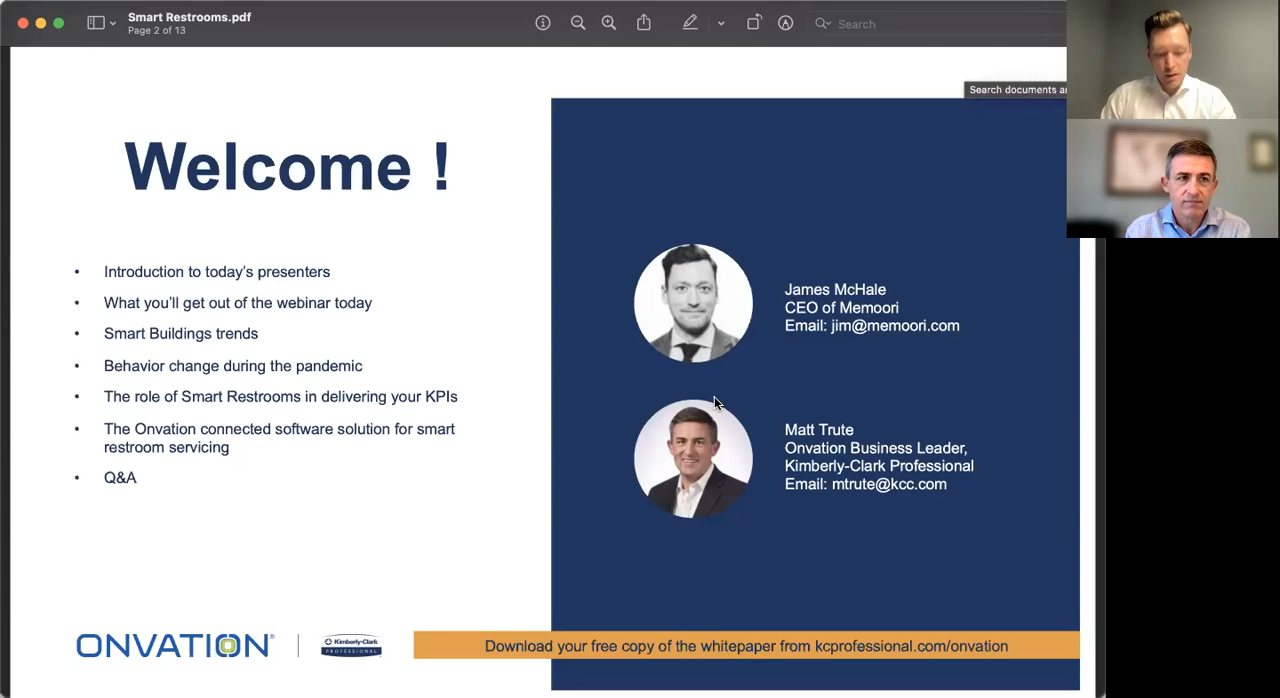 Smart Restrooms.pdf
Page 2 of 13
Search
Search documents an
Welcome !
• Introduction to today's presenters
• What you'll get out of the webinar today
• Smart Buildings trends
• Behavior change during the pandemic
• The role of Smart Restrooms in delivering your KPIs
• The Onvation connected software solution for smart
restroom servicing
• Q&A
James McHale
CEO of Memoori
Email: jim@memoori.com
Matt Trute
Onvation Business Leader,
Kimberly-Clark Professional
Email: mtrute@kcc.com
ONVATION®
Kimberly-Clark
PROFESSIONAL
Download your free copy of the whitepaper from kcprofessional.com/onvation